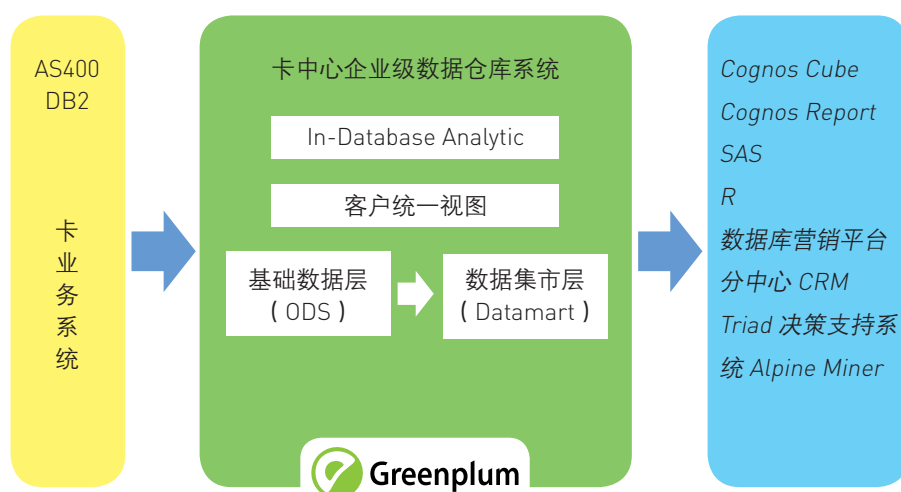 AS400
DB2
卡
业
务
系
统
卡中心企业级数据仓库系统
In-Database Analytic
客户统一视图
基础数据层
（ODS）
数据集市层
（Datamart）
Greenplum
Cognos Cube
Cognos Report
SAS
R
数据库营销平台
分中心 CRM
Triad 决策支持系
统 Alpine Miner